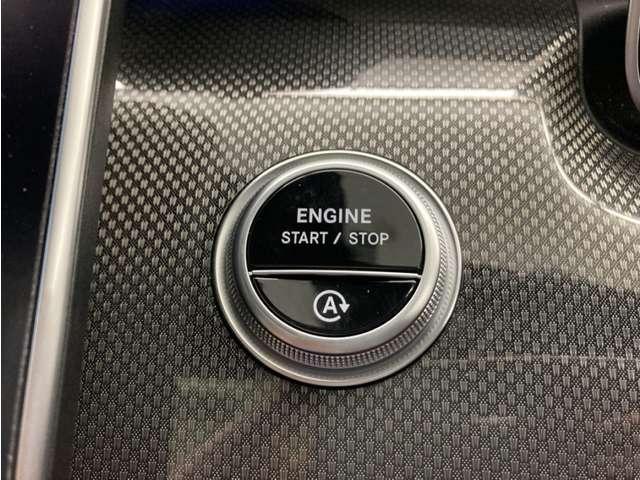 ENGINE
START / STOP
A